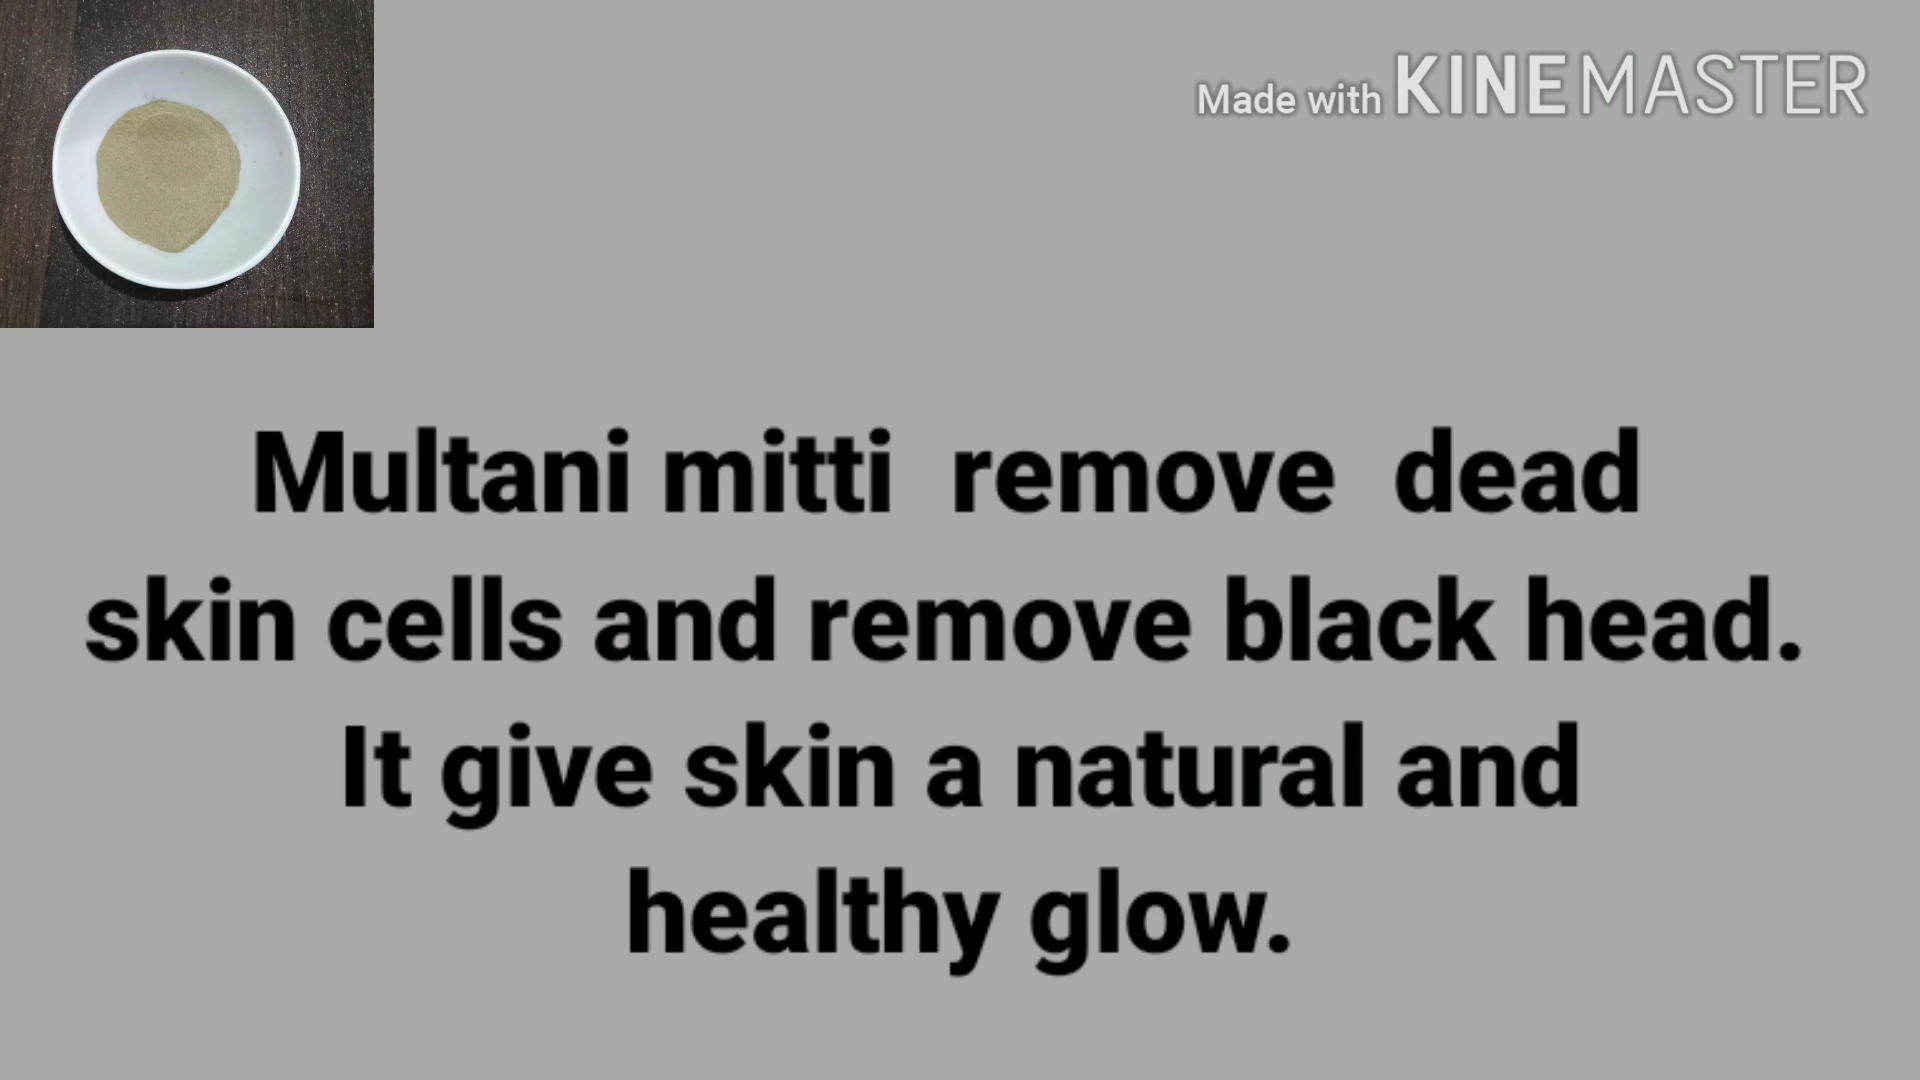 Made with KINEMASTER
Multani mitti  remove  dead
skin cells and remove black head.
It give skin a natural and
healthy glow.